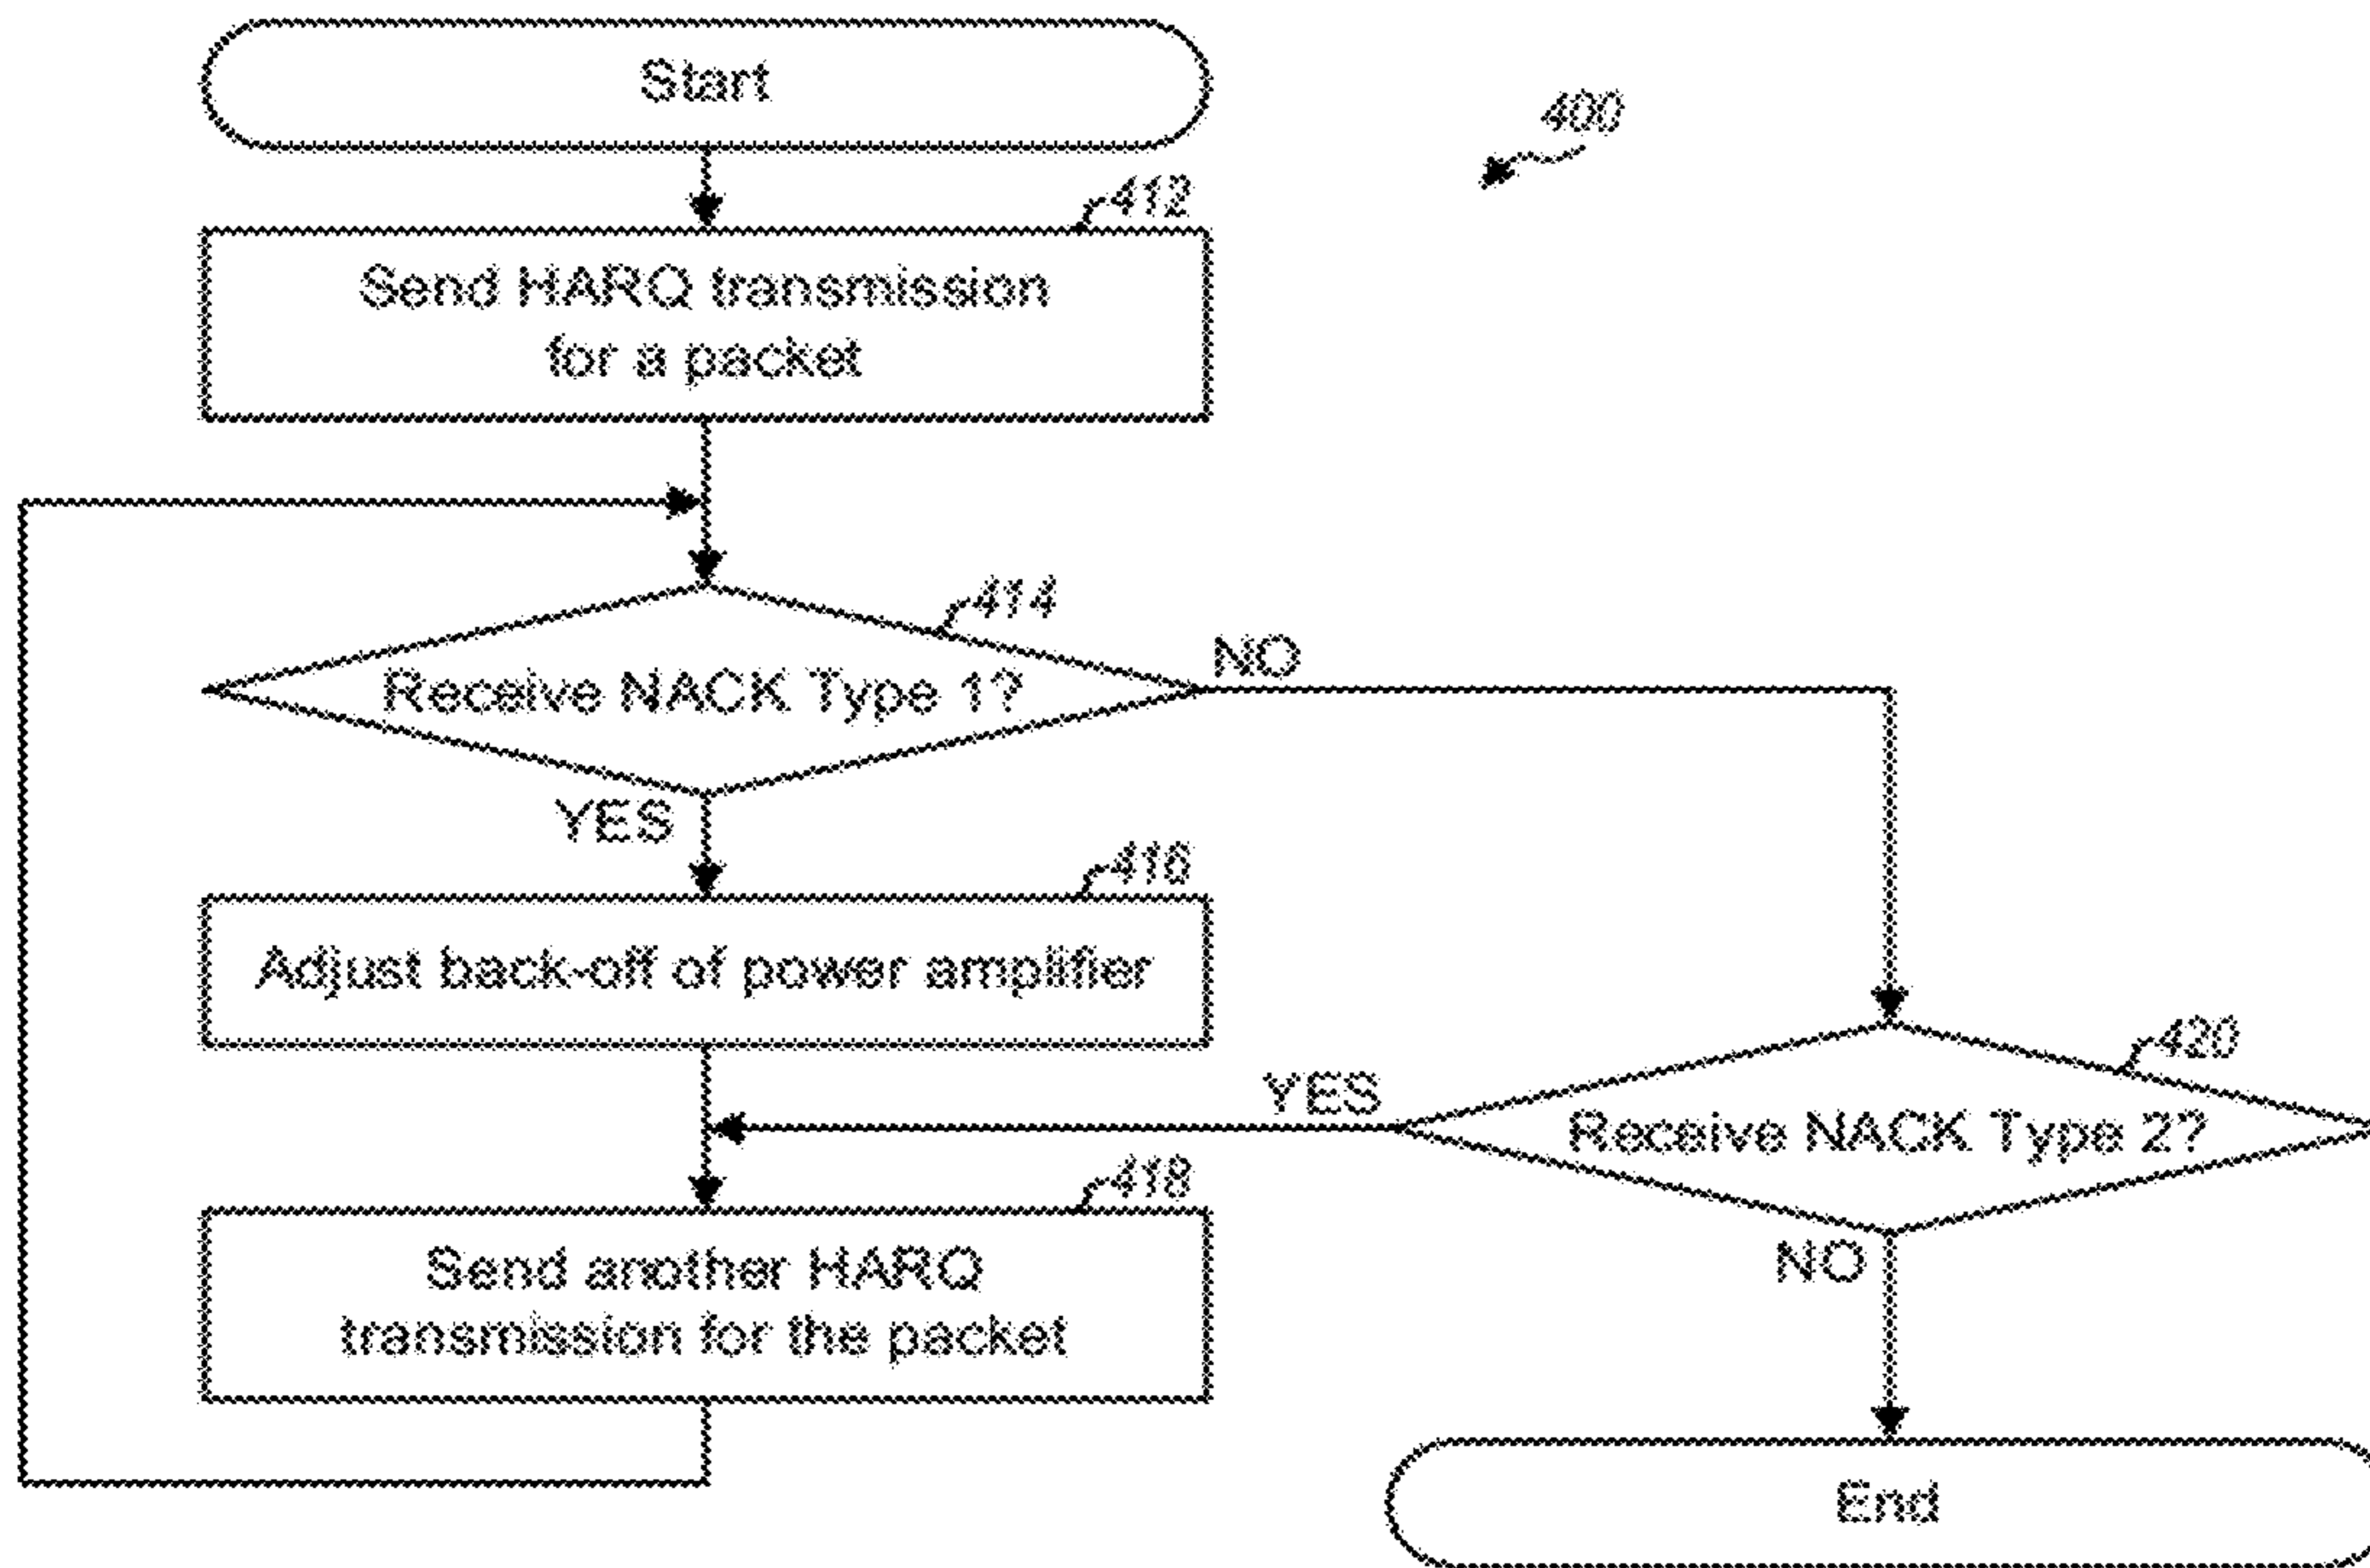 Start
400
412
Send HARQ transmission
for a packet
414
Receive NACK Type 1?
NO
YES
416
Adjust back-off of power amplifier
420
YES
Receive NACK Type 2?
418
NO
Send another HARQ
transmission for the packet
End